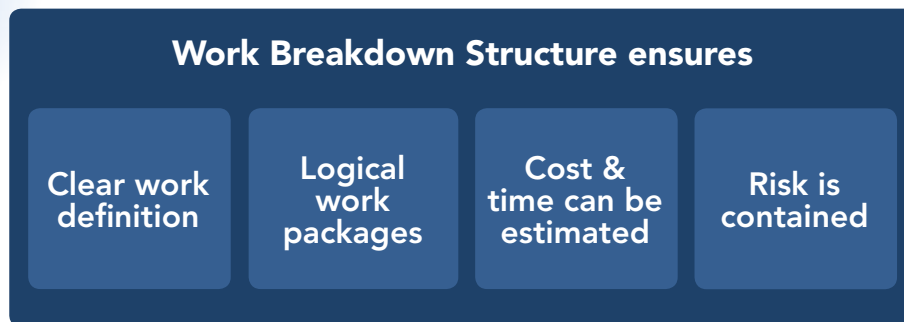 Work Breakdown Structure ensures
Clear work
definition
Logical
work
packages
Cost &
time can be
estimated
Risk is
contained